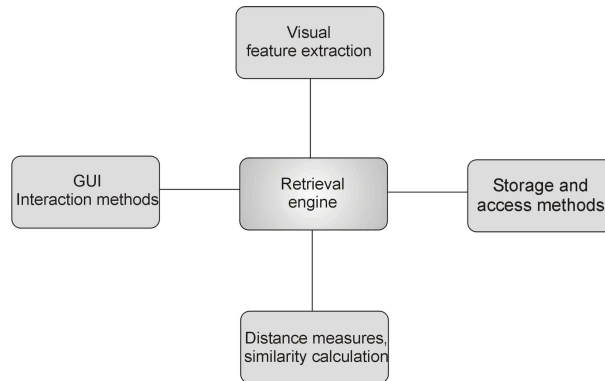 Visual
feature extraction
GUI
Interaction methods
Retrieval
engine
Storage and
access methods
Distance measures,
similarity calculation